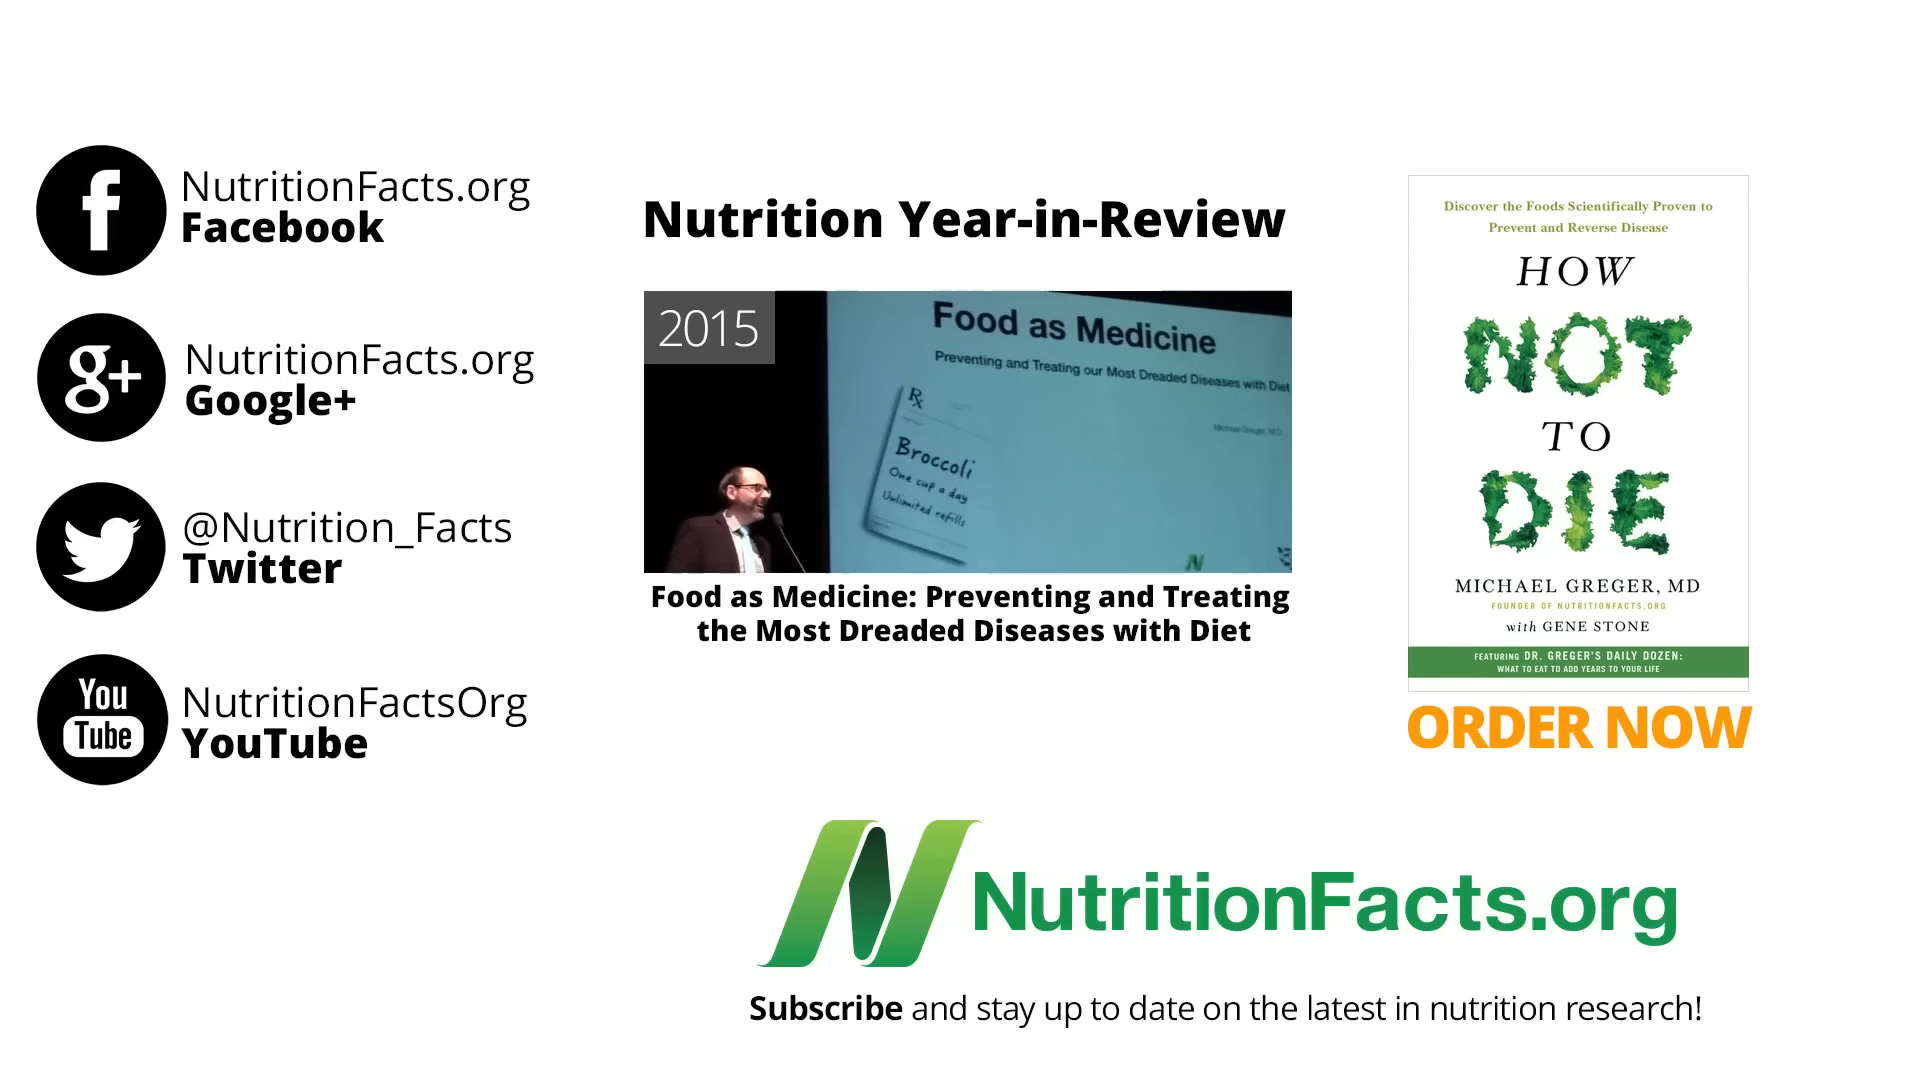 NutritionFacts.org
Facebook
NutritionFacts.org
Google+
@Nutrition_Facts
Twitter
NutritionFactsOrg
YouTube
You
Tube
Nutrition Year-in-Review
2015
Food as Medicine
Preventing and Treating our Most Dreaded Diseases with Diet
Michael Greger, M.D.
Rx
Broccoli
One cup a day
Unlimited refills
Food as Medicine: Preventing and Treating
the Most Dreaded Diseases with Diet
Discover the Foods Scientifically Proven to
Prevent and Reverse Disease
HOW
NOT
TO
DIE
MICHAEL GREGER, MD
FOUNDER OF NUTRITIONFACTS.ORG
with GENE STONE
FEATURING DR. GREGER'S DAILY DOZEN:
WHAT TO EAT TO ADD YEARS TO YOUR LIFE
ORDER NOW
NutritionFacts.org
Subscribe and stay up to date on the latest in nutrition research!